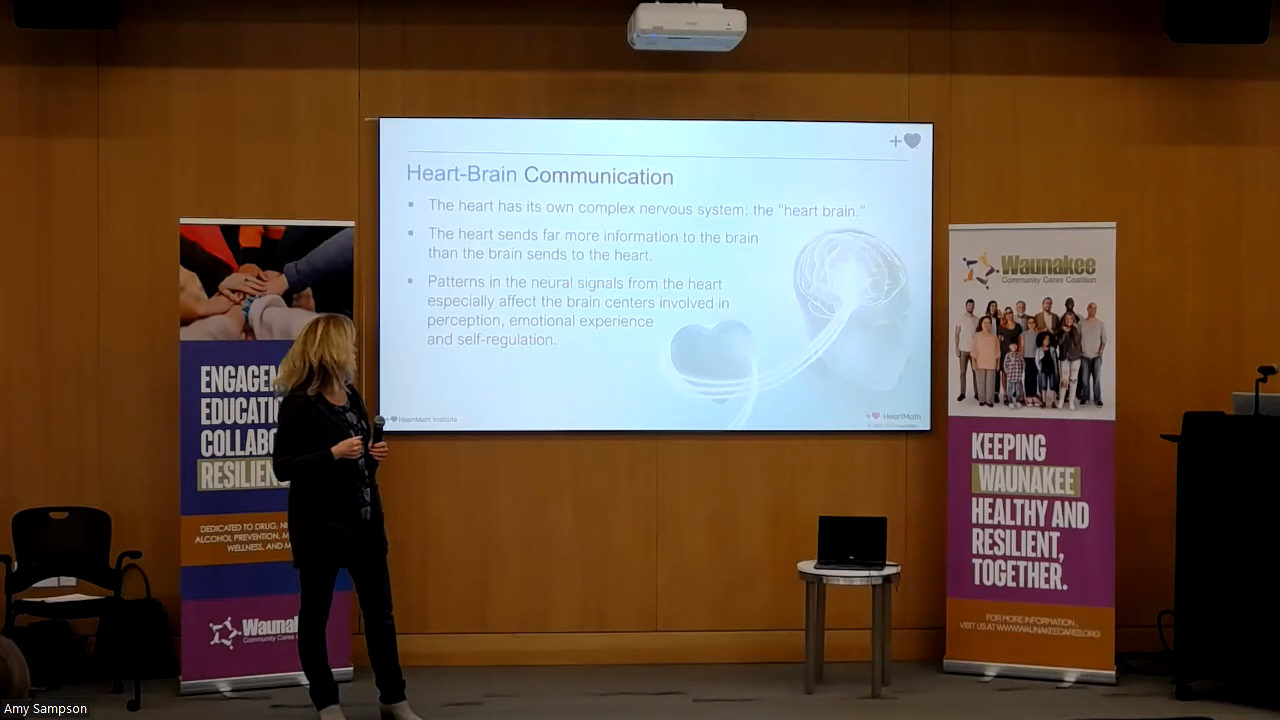 Heart-Brain Communication
The heart has its own complex nervous system: the "heart brain."
The heart sends far more information to the brain
than the brain sends to the heart.
Patterns in the neural signals from the heart
especially affect the brain centers involved in
perception, emotional experience
and self-regulation.
HeartMath Institute
HeartMath
RESILIEN
DEDICATED TO DRUG,
ALCOHOL PREVENTION,
WELLNESS, AND
Community Cares
Waunakee
Community Cares Coalition
KEEPING
WAUNAKEE
HEALTHY AND
RESILIENT,
TOGETHER.
FOR MORE INFORMATION,
VISIT US AT WWW.WAUNAKEECARES.ORG
Amy Sampson